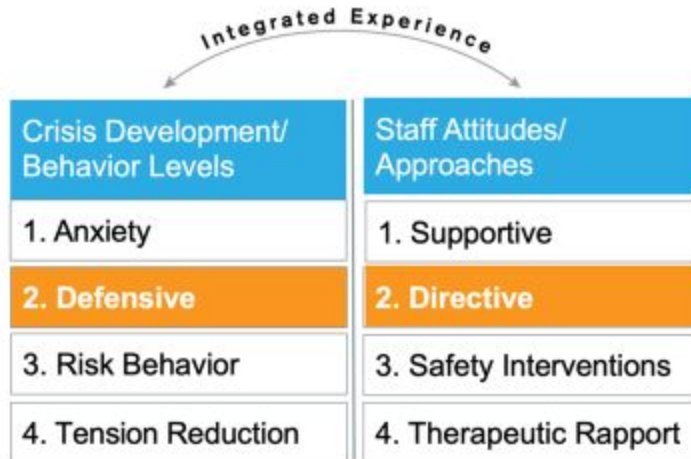 Integrated Experience
Crisis Development/
Behavior Levels
Staff Attitudes/
Approaches
1. Anxiety
1. Supportive
2. Defensive
2. Directive
3. Risk Behavior
3. Safety Interventions
4. Tension Reduction
4. Therapeutic Rapport